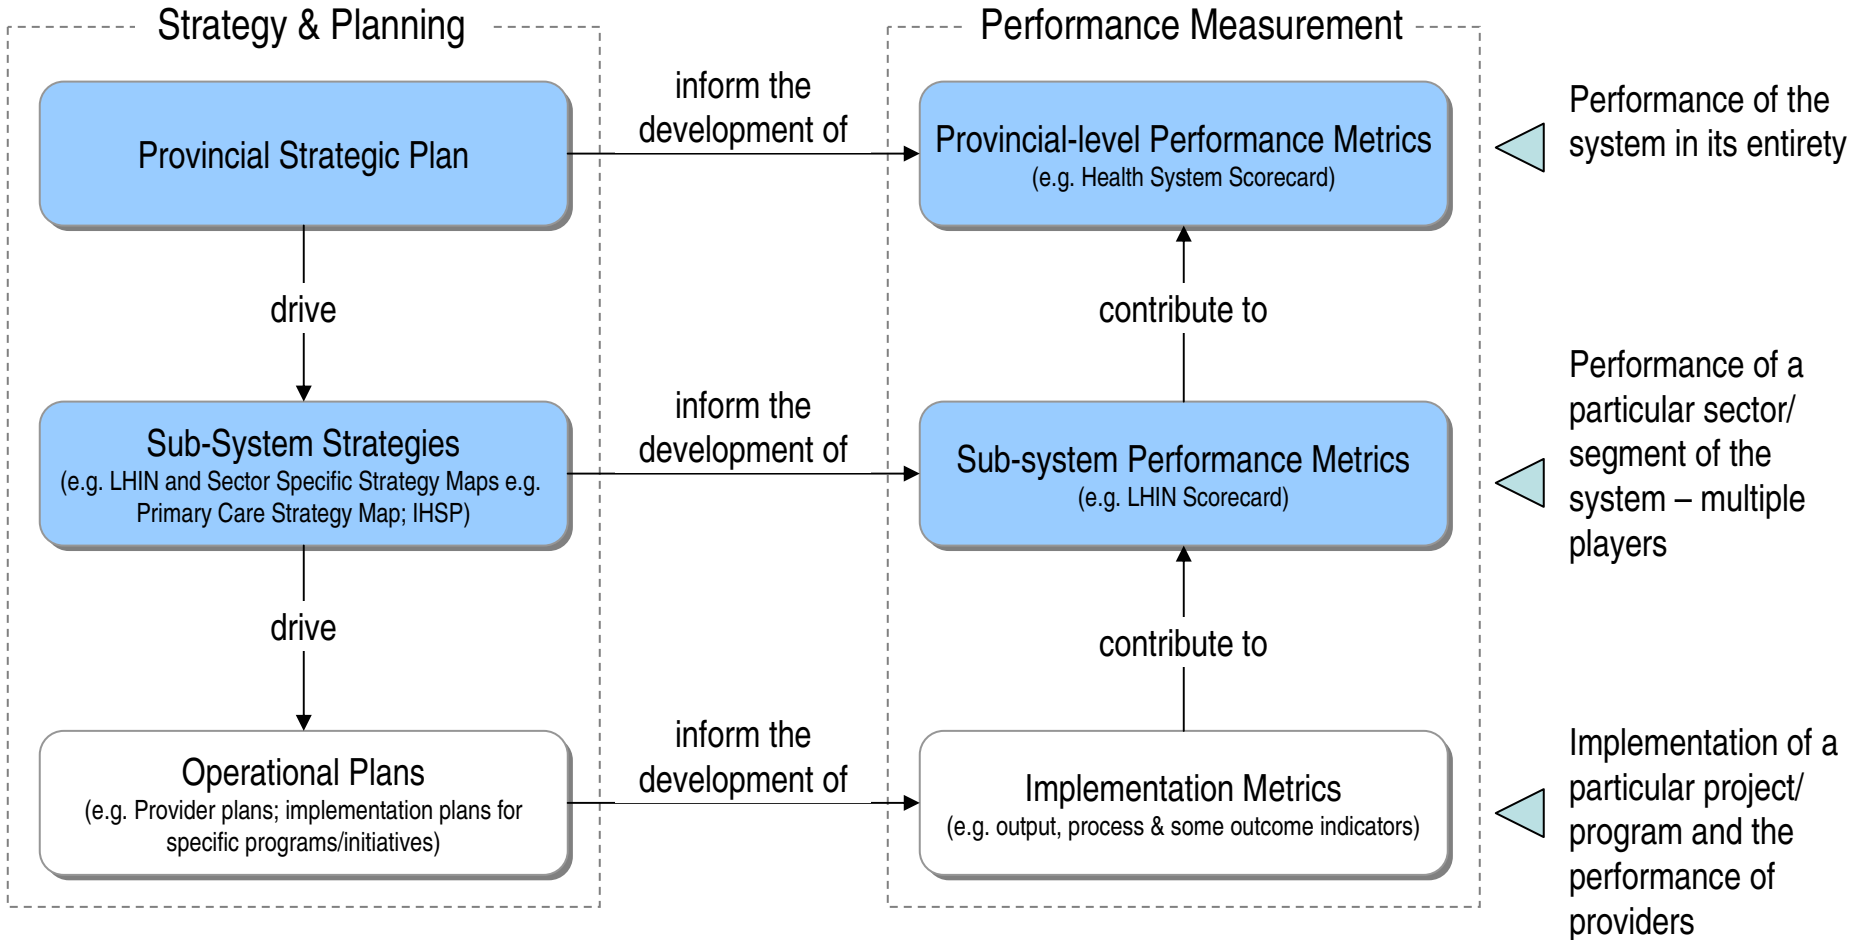 Strategy & Planning
Performance Measurement
Provincial Strategic Plan
inform the
development of
Provincial-level Performance Metrics
(e.g. Health System Scorecard)
Performance of the
system in its entirety
drive
contribute to
Sub-System Strategies
(e.g. LHIN and Sector Specific Strategy Maps e.g.
Primary Care Strategy Map; IHSP)
inform the
development of
Sub-system Performance Metrics
(e.g. LHIN Scorecard)
Performance of a
particular sector/
segment of the
system – multiple
players
drive
contribute to
Operational Plans
(e.g. Provider plans; implementation plans for
specific programs/initiatives)
inform the
development of
Implementation Metrics
(e.g. output, process & some outcome indicators)
Implementation of a
particular project/
program and the
performance of
providers